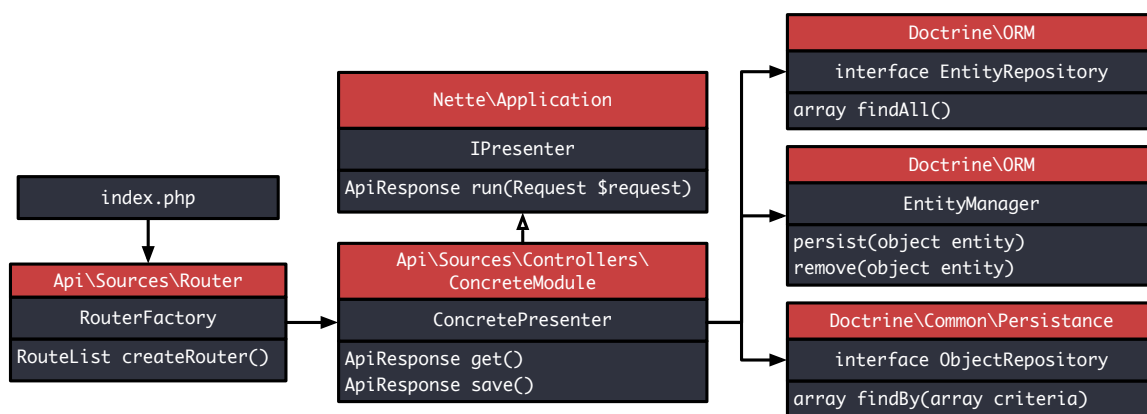 index.php
Api\Sources\Router
RouterFactory
RouteList createRouter()
Nette\Application
IPresenter
ApiResponse run(Request $request)
Api\Sources\Controllers\
ConcreteModule
ConcretePresenter
ApiResponse get()
ApiResponse save()
Doctrine\ORM
interface EntityRepository
array findAll()
Doctrine\ORM
EntityManager
persist(object entity)
remove(object entity)
Doctrine\Common\Persistance
interface ObjectRepository
array findBy(array criteria)